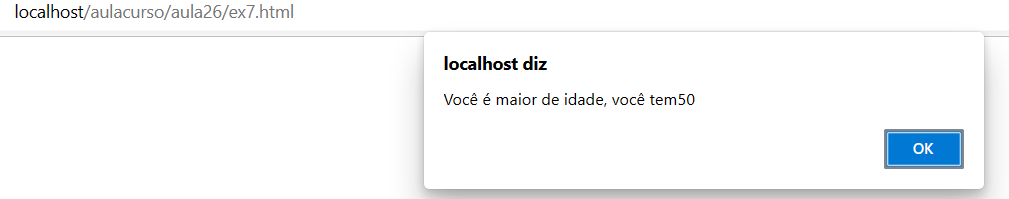 localhost/aulacurso/aula26/ex7.html
localhost diz
Você é maior de idade, você tem50
OK